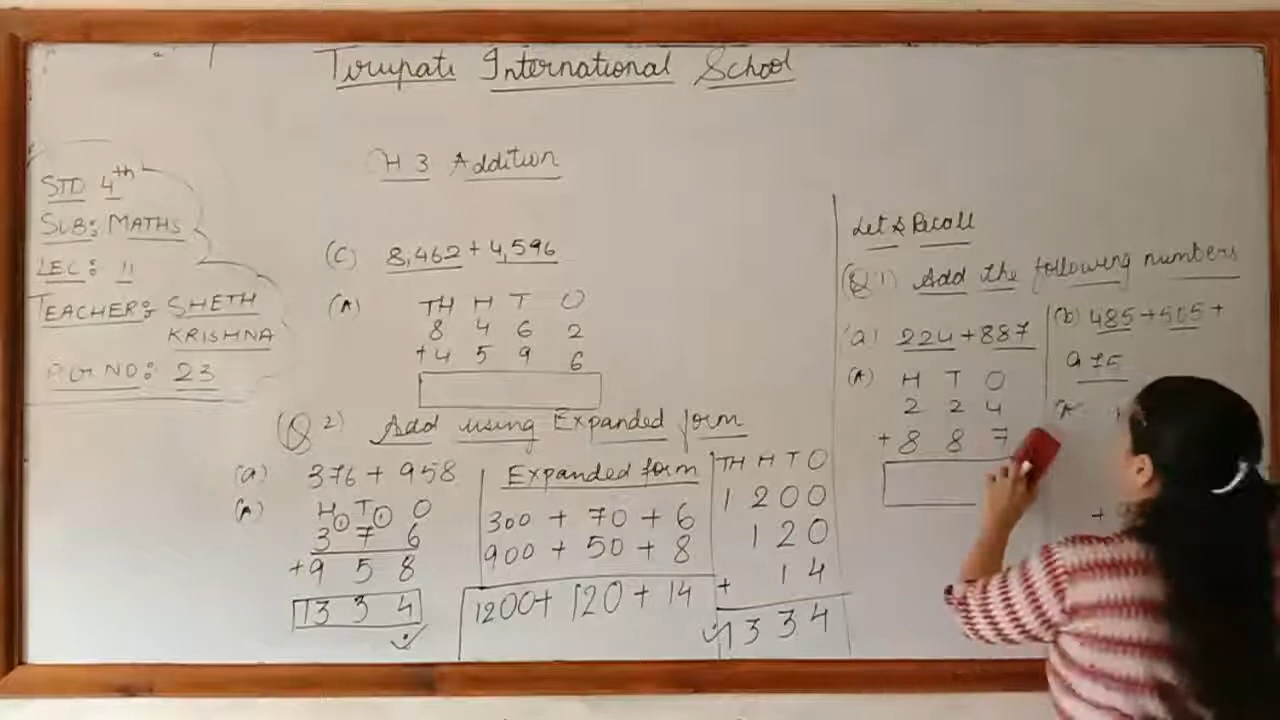 Tirupati International School
H 3 Addition
STD 4th
SUB: MATHS
LEC: 11
TEACHER: SHETH
KRISHNA
NO: 23
(C) 8,462 + 4,596
(A) TH H T O
8 4 6 2
+4 5 9 6
(Q 2) Add using Expanded form
(a) 376 + 958
(A) H T O
1 1
3 7 6
+9 5 8
13 3 4
Expanded form
300 + 70 + 6
900 + 50 + 8
1200+ 120 + 14
TH H T O
1 2 0 0
1 2 0
+ 1 4
1 3 3 4
Let's Recall
(Q 1) Add the following numbers
(a) 224 + 887
(A) H T O
2 2 4
+ 8 8 7
(b) 485 + 565 +
975
+